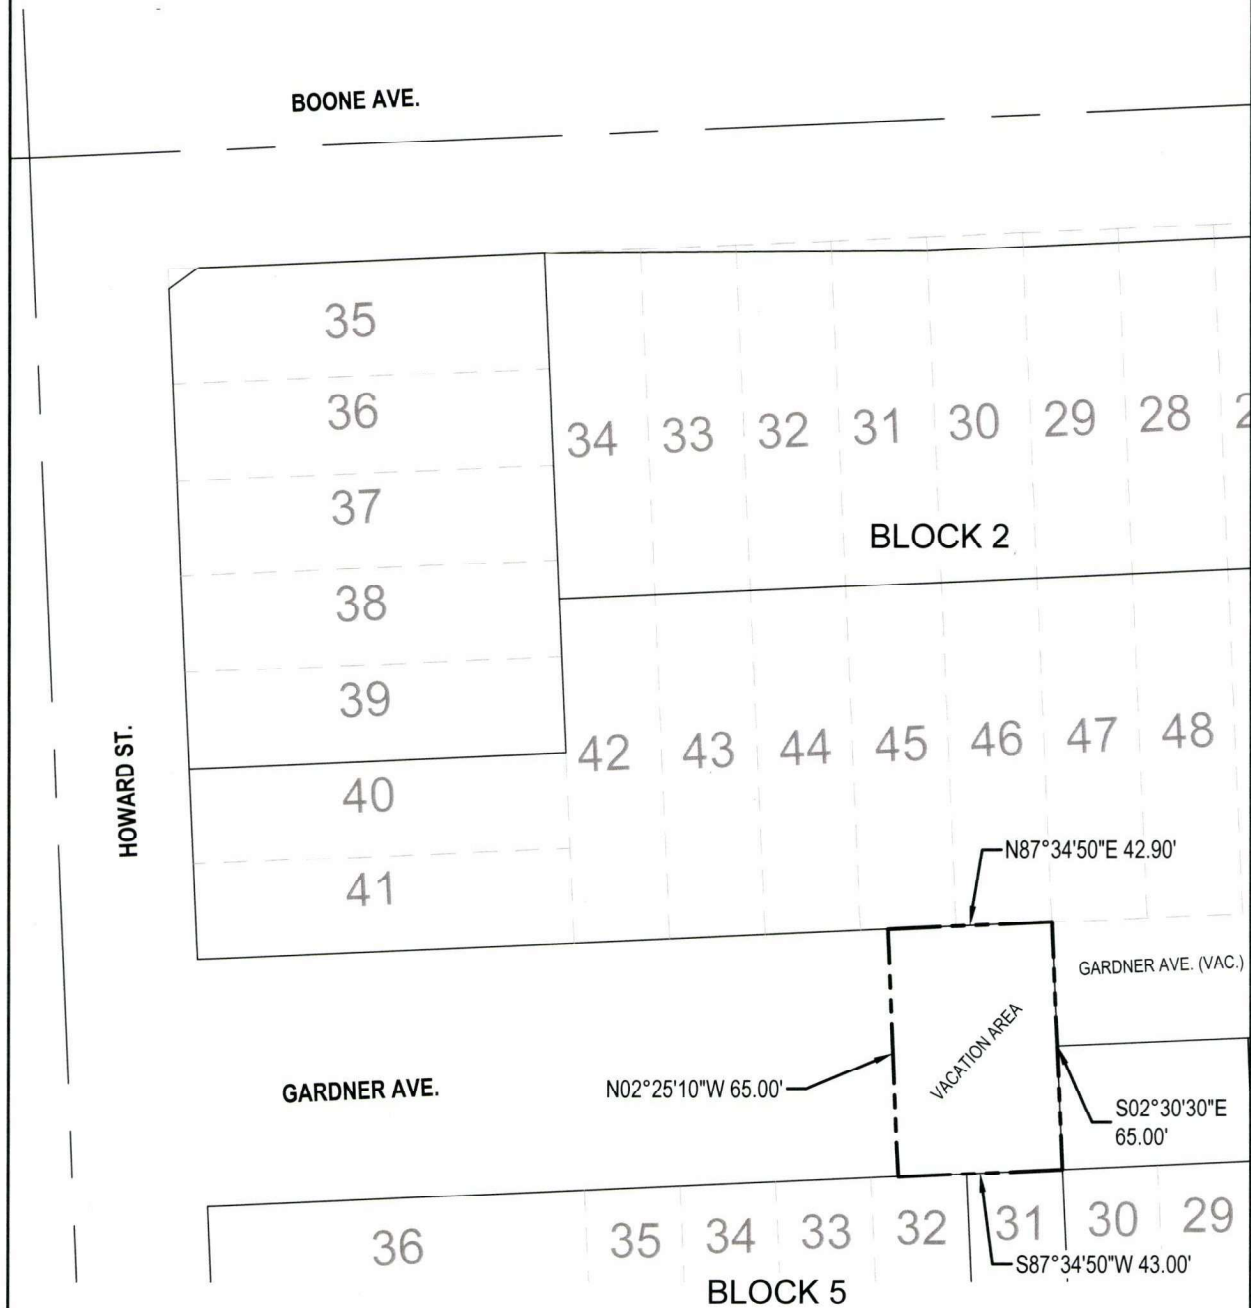 BOONE AVE.
35
36
34 33 32 31 30 29 28
37
BLOCK 2
38
39
HOWARD ST.
42 43 44 45 46 47 48
40
41
N87°34'50"E 42.90'
GARDNER AVE. (VAC.)
VACATION AREA
GARDNER AVE.
N02°25'10"W 65.00'
S02°30'30"E
65.00'
36 35 34 33 32 31 30 29
S87°34'50"W 43.00'
BLOCK 5